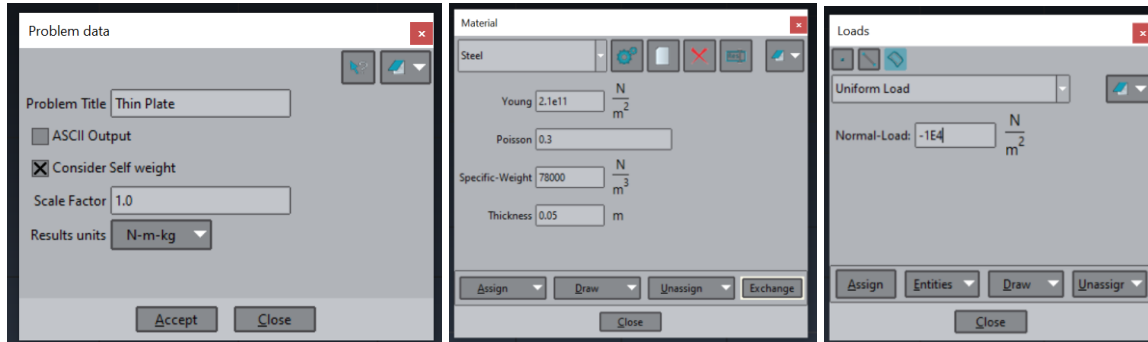 Problem data
x
Problem Title Thin Plate
ASCII Output
Consider Self weight
Scale Factor 1.0
Results units N-m-kg
Accept Close
Material
x
Steel
Young 2.1e11 N/m²
Poisson 0.3
Specific-Weight 78000 N/m³
Thickness 0.05 m
Assign Draw Unassign Exchange
Close
Loads
x
Uniform Load
Normal-Load: -1E4 N/m²
Assign Entities Draw Unassigr
Close